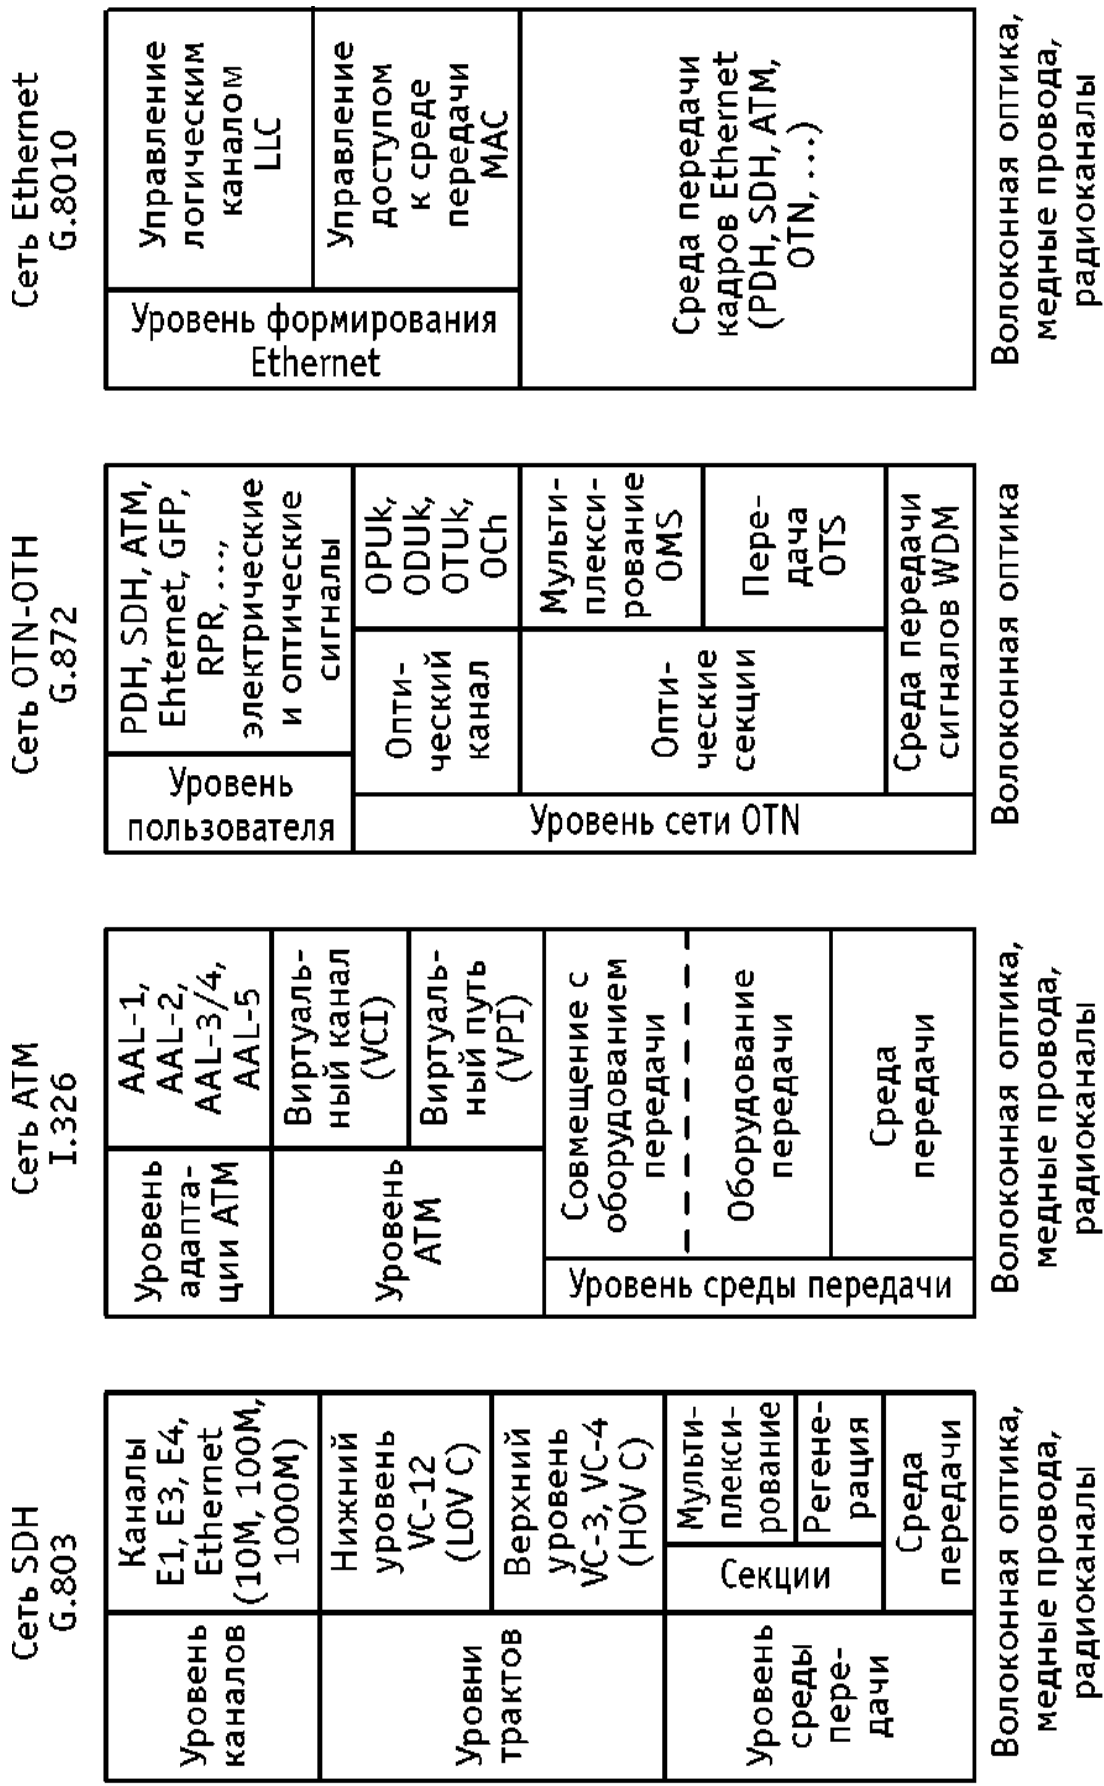 Сеть SDH
G.803
Уровень
каналов
Каналы
E1, E3, E4,
Ethernet
(10M, 100M,
1000M)
Уровни
трактов
Нижний
уровень
VC-12
(LOV C)
Верхний
уровень
VC-3, VC-4
(HOV C)
Уровень
среды
пере-
дачи
Секции
Мульти-
плекси-
рование
Регене-
рация
Среда
передачи
Волоконная оптика,
медные провода,
радиоканалы
Сеть ATM
I.326
Уровень
адапта-
ции ATM
AAL-1,
AAL-2,
AAL-3/4,
AAL-5
Уровень
ATM
Виртуаль-
ный канал
(VCI)
Виртуаль-
ный путь
(VPI)
Совмещение с
оборудованием
передачи
Оборудование
передачи
Среда
передачи
Уровень среды передачи
Волоконная оптика,
медные провода,
радиоканалы
Сеть OTN-OTH
G.872
Уровень
пользователя
PDH, SDH, ATM,
Ehternet, GFP,
RPR, ...,
электрические
и оптические
сигналы
Опти-
ческий
канал
OPUk,
ODUk,
OTUk,
OCh
Опти-
ческие
секции
Мульти-
плекси-
рование
OMS
Пере-
дача
OTS
Среда передачи
сигналов WDM
Уровень сети OTN
Волоконная оптика
Сеть Ethernet
G.8010
Уровень формирования
Ethernet
Управление
логическим
каналом
LLC
Управление
доступом
к среде
передачи
MAC
Среда передачи
кадров Ethernet
(PDH, SDH, ATM,
OTN, ....)
Волоконная оптика,
медные провода,
радиоканалы